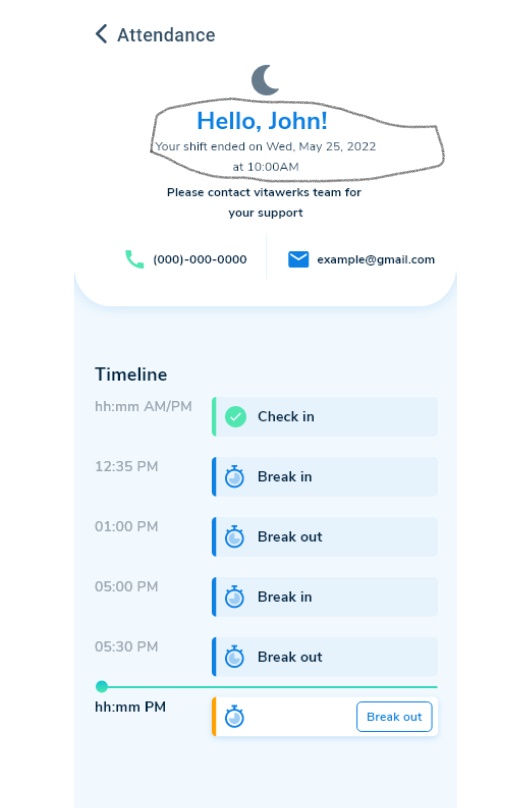 Attendance
Hello, John!
Your shift ended on Wed, May 25, 2022
at 10:00AM
Please contact vitawerks team for
your support
(000)-000-0000
example@gmail.com
Timeline
hh:mm AM/PM
Check in
12:35 PM
Break in
01:00 PM
Break out
05:00 PM
Break in
05:30 PM
Break out
hh:mm PM
Break out